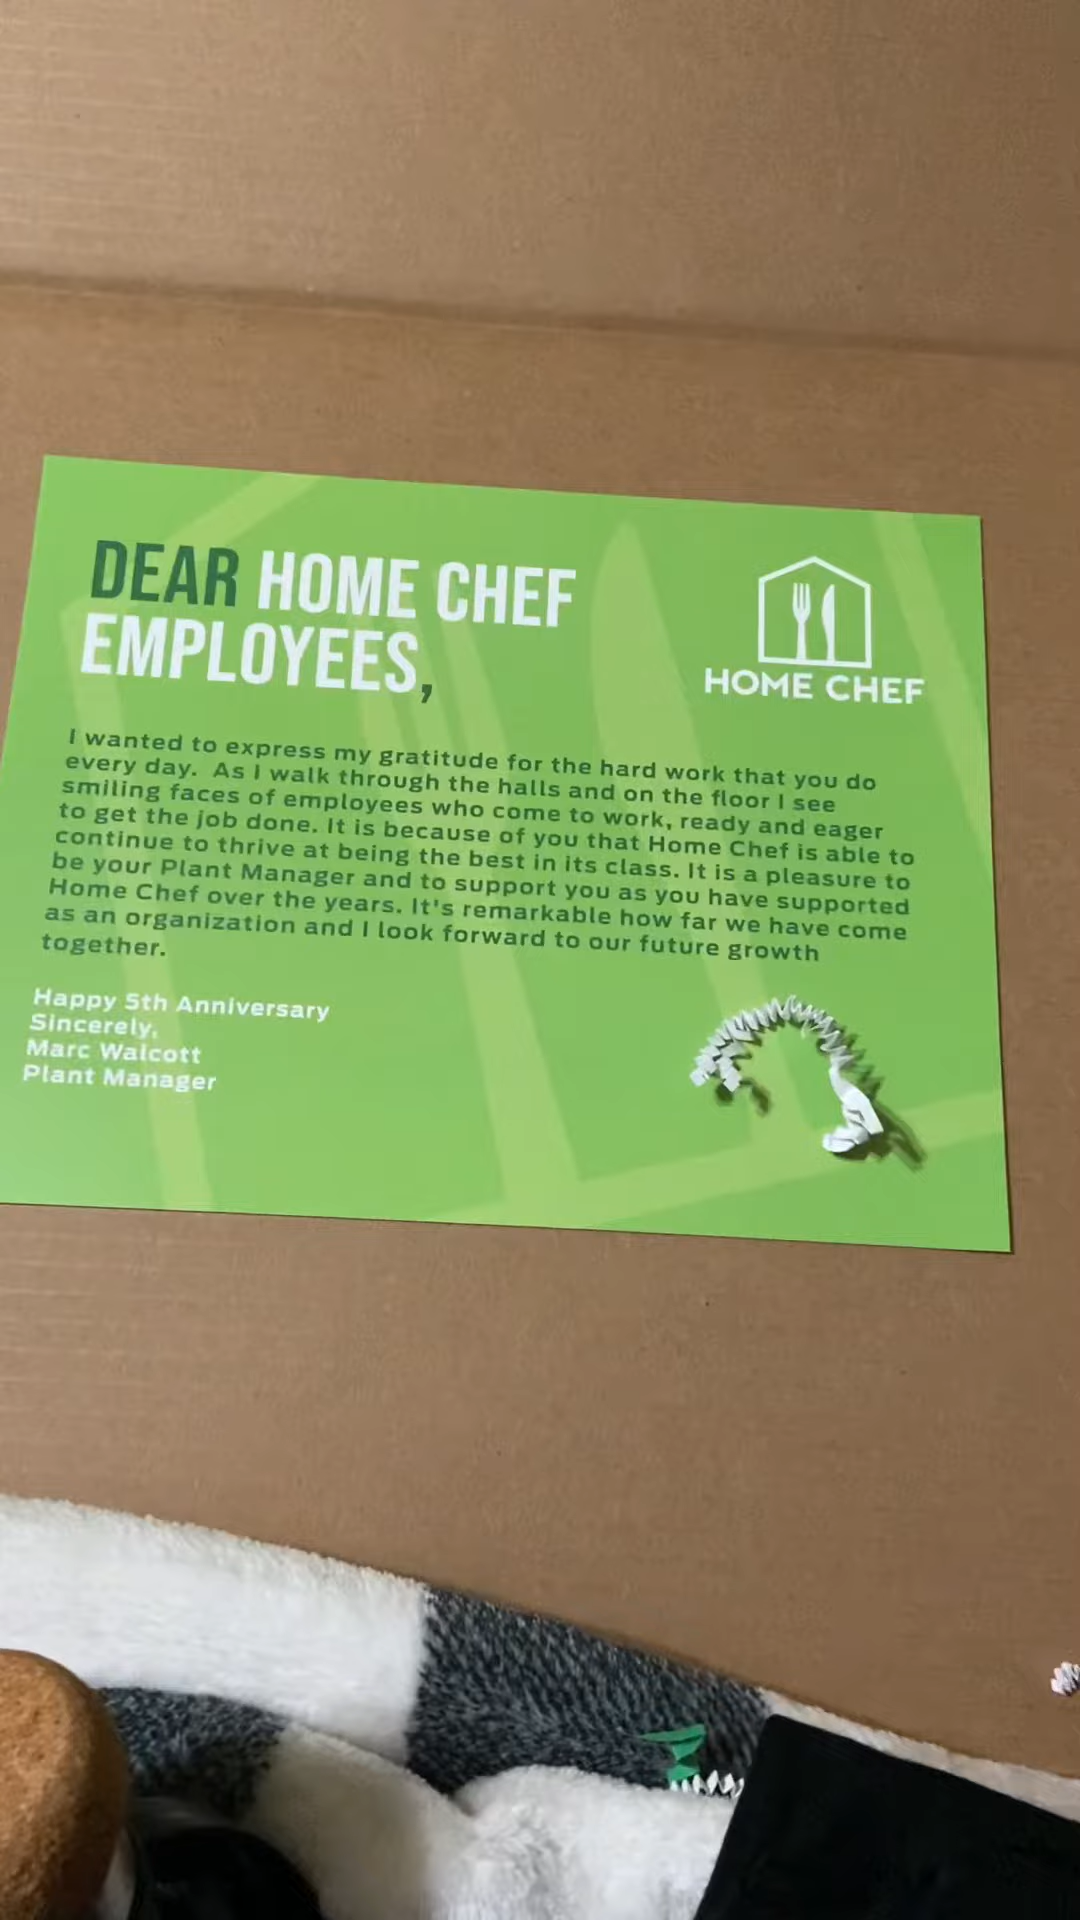 DEAR HOME CHEF
EMPLOYEES,
HOME CHEF
I wanted to express my gratitude for the hard work that you do
every day. As I walk through the halls and on the floor I see
smiling faces of employees who come to work, ready and eager
to get the job done. It is because of you that Home Chef is able to
continue to thrive at being the best in its class. It is a pleasure to
be your Plant Manager and to support you as you have supported
Home Chef over the years. It's remarkable how far we have come
as an organization and I look forward to our future growth
together.
Happy 5th Anniversary
Sincerely,
Marc Walcott
Plant Manager